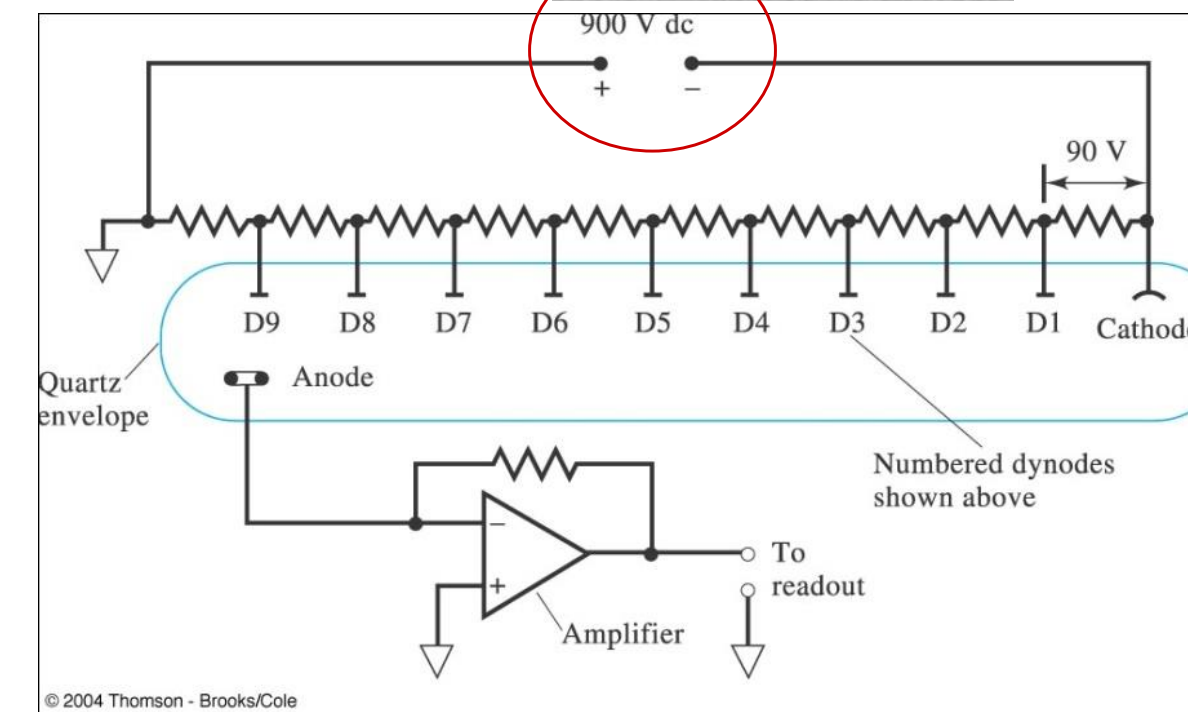 900 V dc
+ −
90 V
D9 D8 D7 D6 D5 D4 D3 D2 D1 Cathode
Quartz
envelope
Anode
Numbered dynodes
shown above
−
+
To
readout
Amplifier
© 2004 Thomson - Brooks/Cole